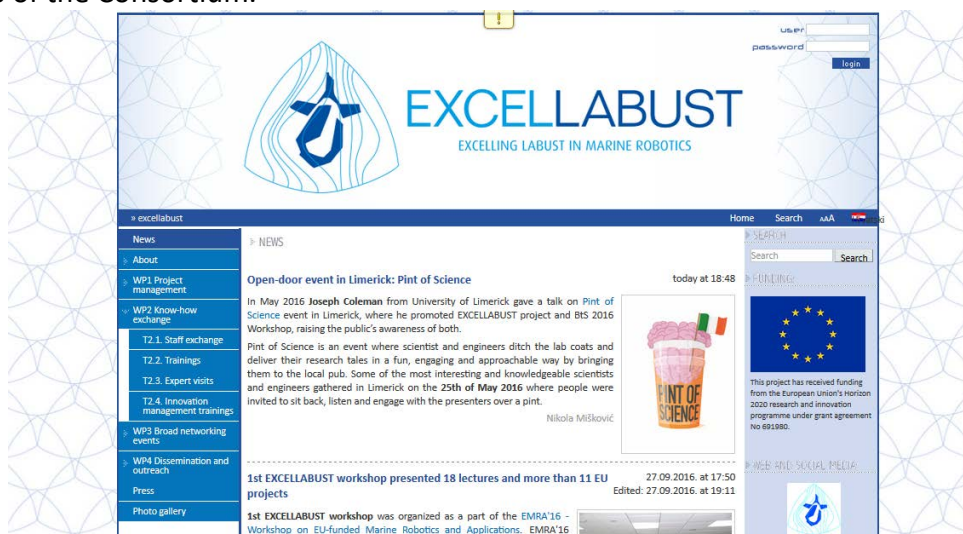 s of the Consortium.
!
user
password
login
EXCELLABUST
EXCELLING LABUST IN MARINE ROBOTICS
» excellabust
Home Search AAA
News
About
WP1 Project
management
WP2 Know-how
exchange
T2.1. Staff exchange
T2.2. Trainings
T2.3. Expert visits
T2.4. Innovation
management trainings
WP3 Broad networking
events
WP4 Dissemination and
outreach
Press
Photo gallery
NEWS
Open-door event in Limerick: Pint of Science
today at 18:48
In May 2016 Joseph Coleman from University of Limerick gave a talk on Pint of
Science event in Limerick, where he promoted EXCELLABUST project and BtS 2016
Workshop, raising the public's awareness of both.
Pint of Science is an event where scientist and engineers ditch the lab coats and
deliver their research tales in a fun, engaging and approachable way by bringing
them to the local pub. Some of the most interesting and knowledgeable scientists
and engineers gathered in Limerick on the 25th of May 2016 where people were
invited to sit back, listen and engage with the presenters over a pint.
Nikola Mišković
PINT OF
SCIENCE
1st EXCELLABUST workshop presented 18 lectures and more than 11 EU
projects
27.09.2016. at 17:50
Edited: 27.09.2016. at 19:11
1st EXCELLABUST workshop was organized as a part of the EMRA'16 -
Workshop on EU-funded Marine Robotics and Applications. EMRA'16
SEARCH
Search Search
FUNDING:
This project has received funding
from the European Union's Horizon
2020 research and innovation
programme under grant agreement
No 691980.
WEB AND SOCIAL MEDIA: